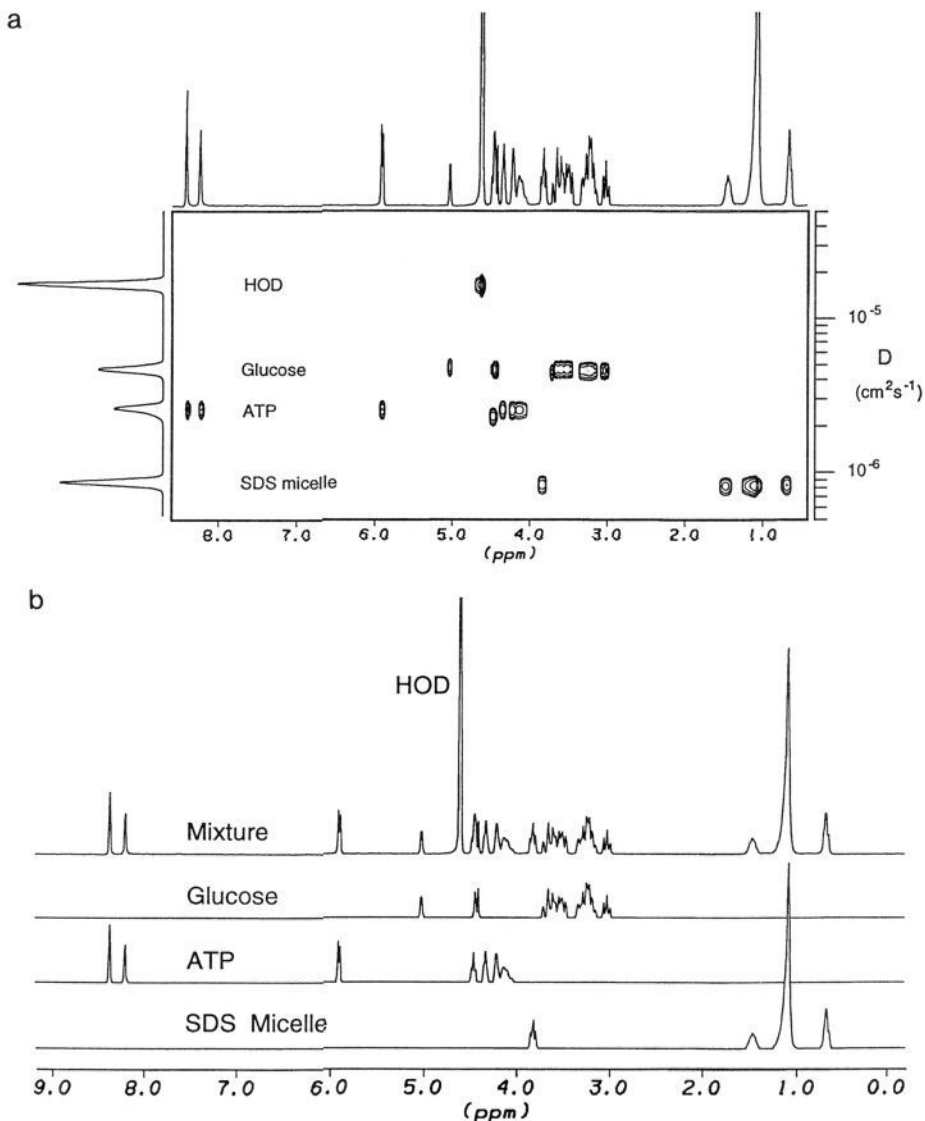 a
HOD
10-5
Glucose
D
ATP
(cm2s-1)
SDS micelle
10-6
8.0 7.0 6.0 5.0 4.0 3.0 2.0 1.0
(ppm)
b
HOD
Mixture
Glucose
ATP
SDS Micelle
9.0 8.0 7.0 6.0 5.0 4.0 3.0 2.0 1.0 0.0
(ppm)